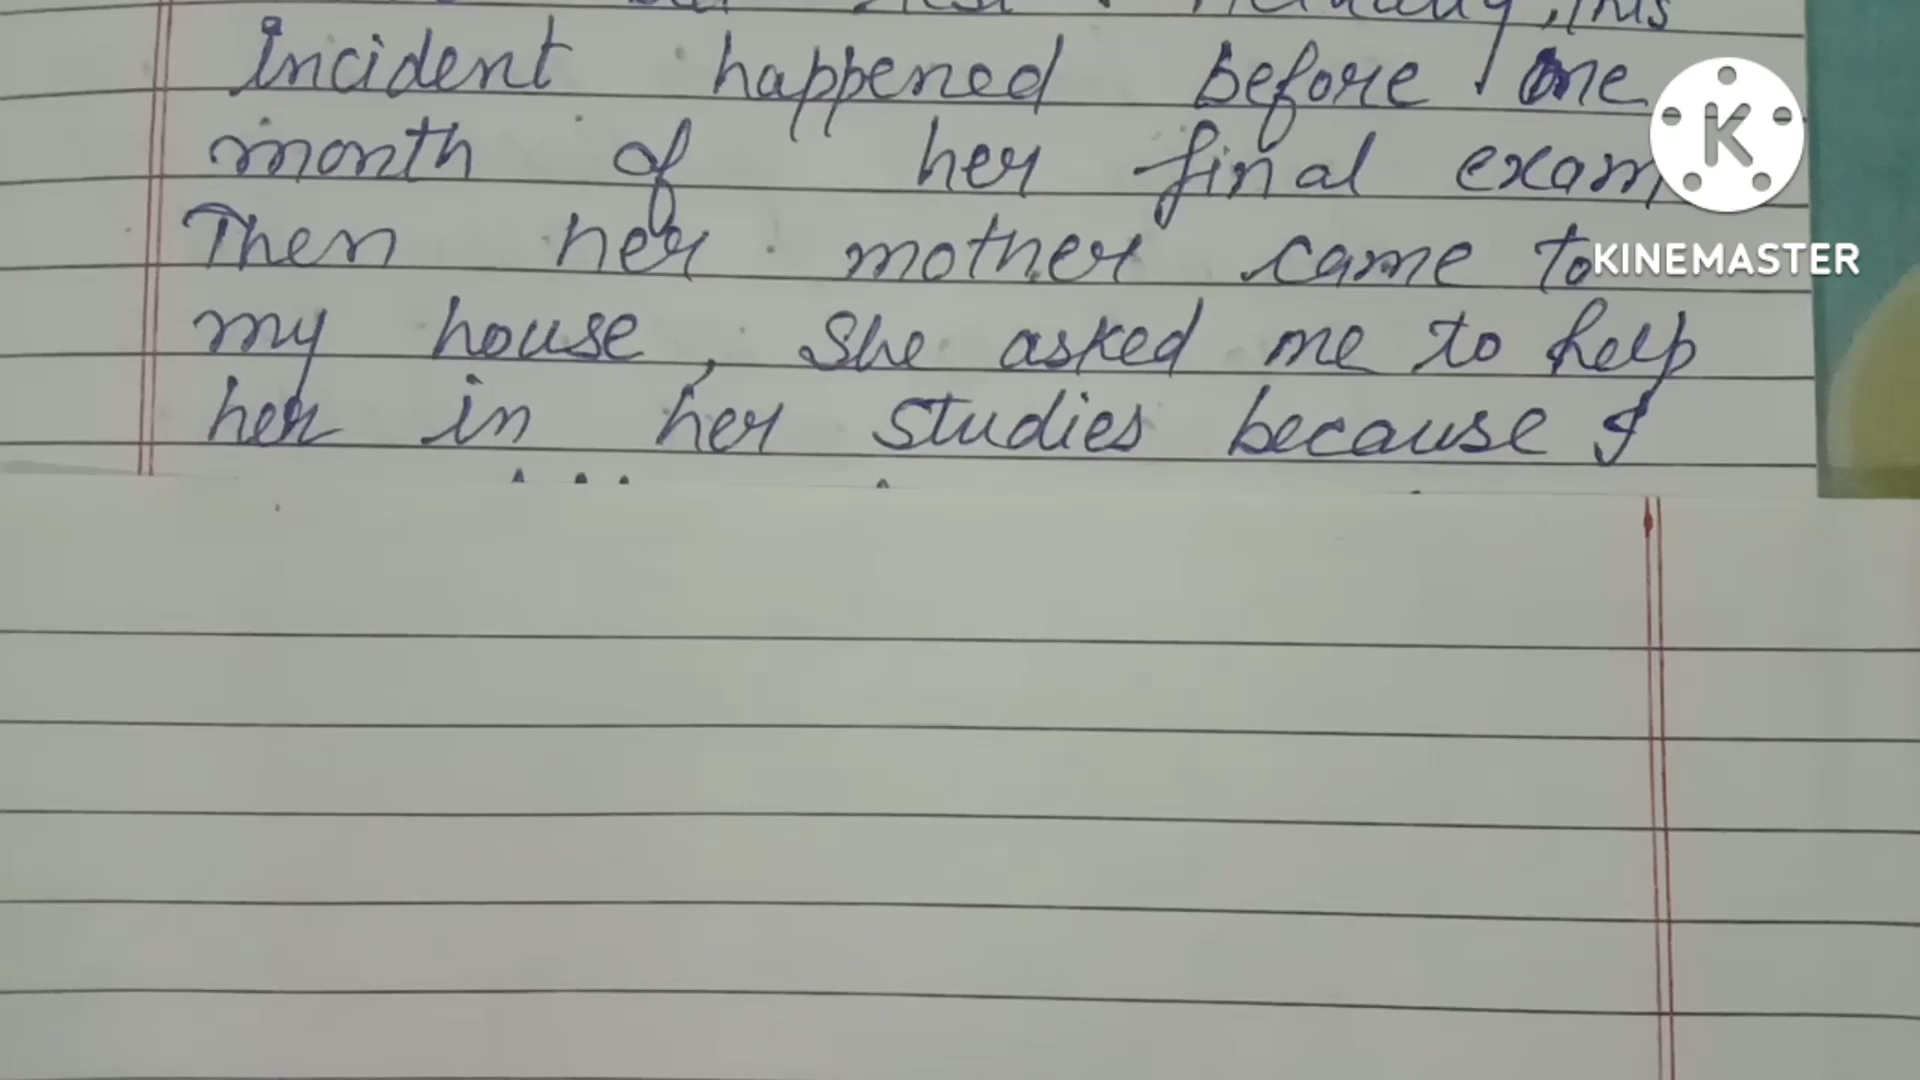 this
incident happened before one
month of her final exam
Then her mother came to
my house, she asked me to help
her in her studies because I
K
KINEMASTER